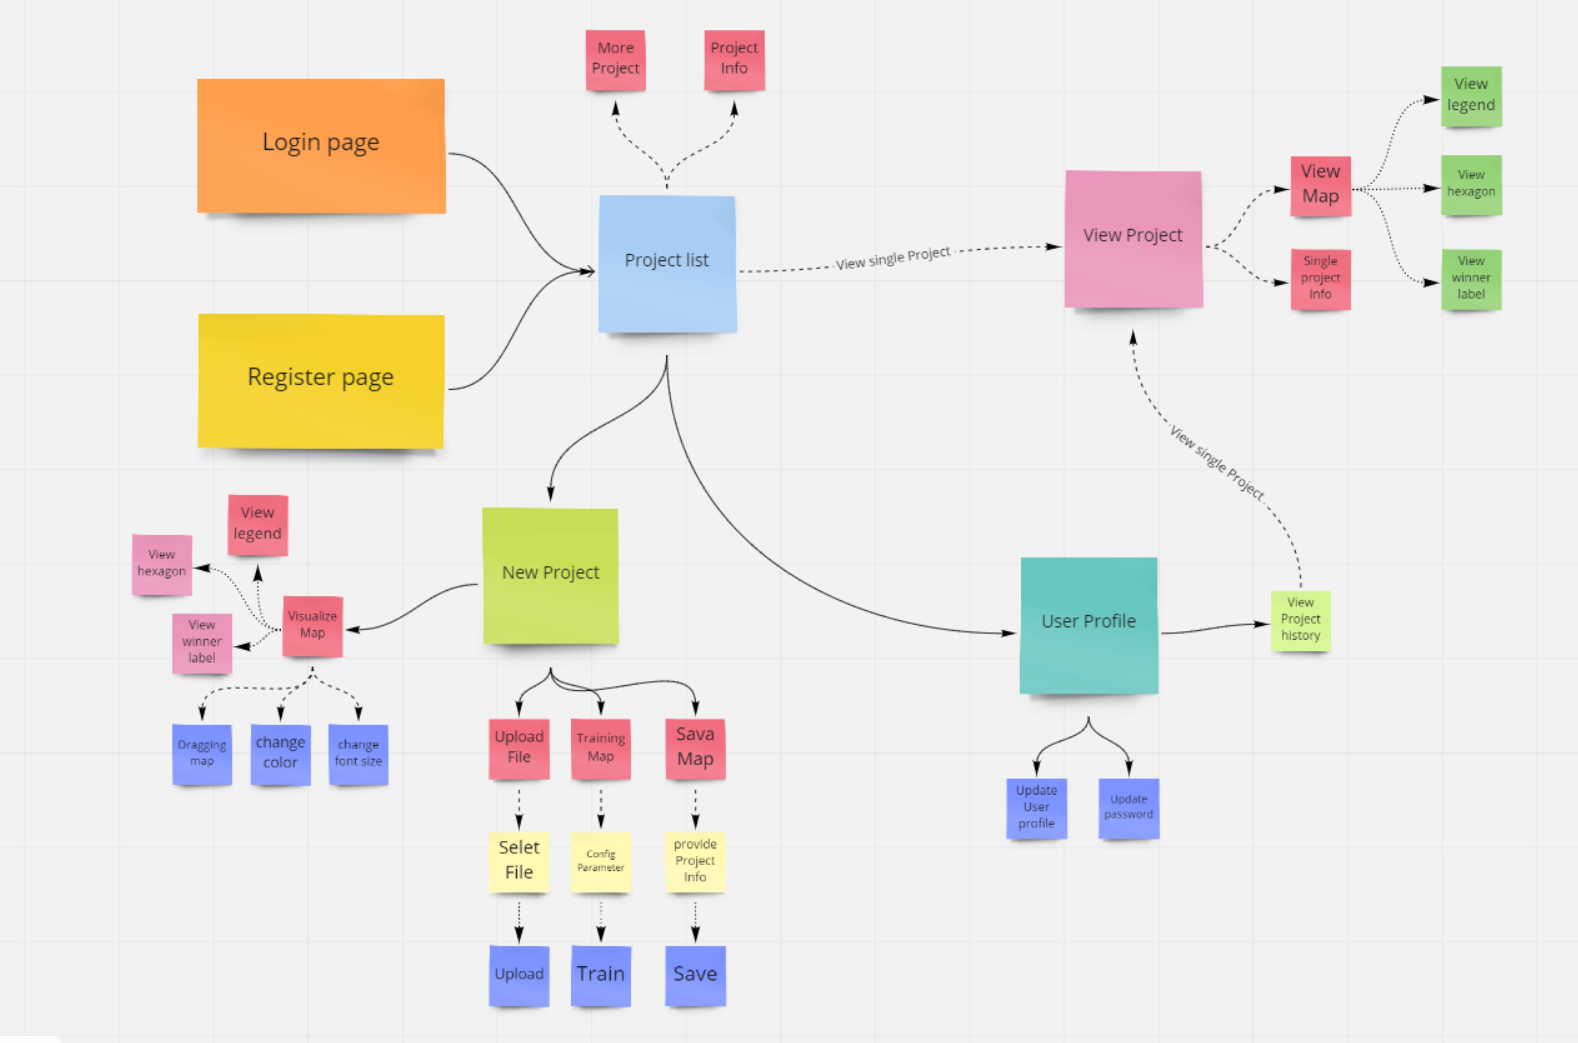 More
Project
Project
Info
Login page
Project list
Register page
View single Project
View Project
View
Map
Single
project
Info
View
legend
View
hexagon
View
winner
label
View single Project
View
legend
View
hexagon
View
winner
label
Visualize
Map
New Project
Dragging
map
change
color
change
font size
Upload
File
Training
Map
Sava
Map
Selet
File
Config
Parameter
provide
Project
Info
Upload
Train
Save
User Profile
View
Project
history
Update
User
profile
Update
password